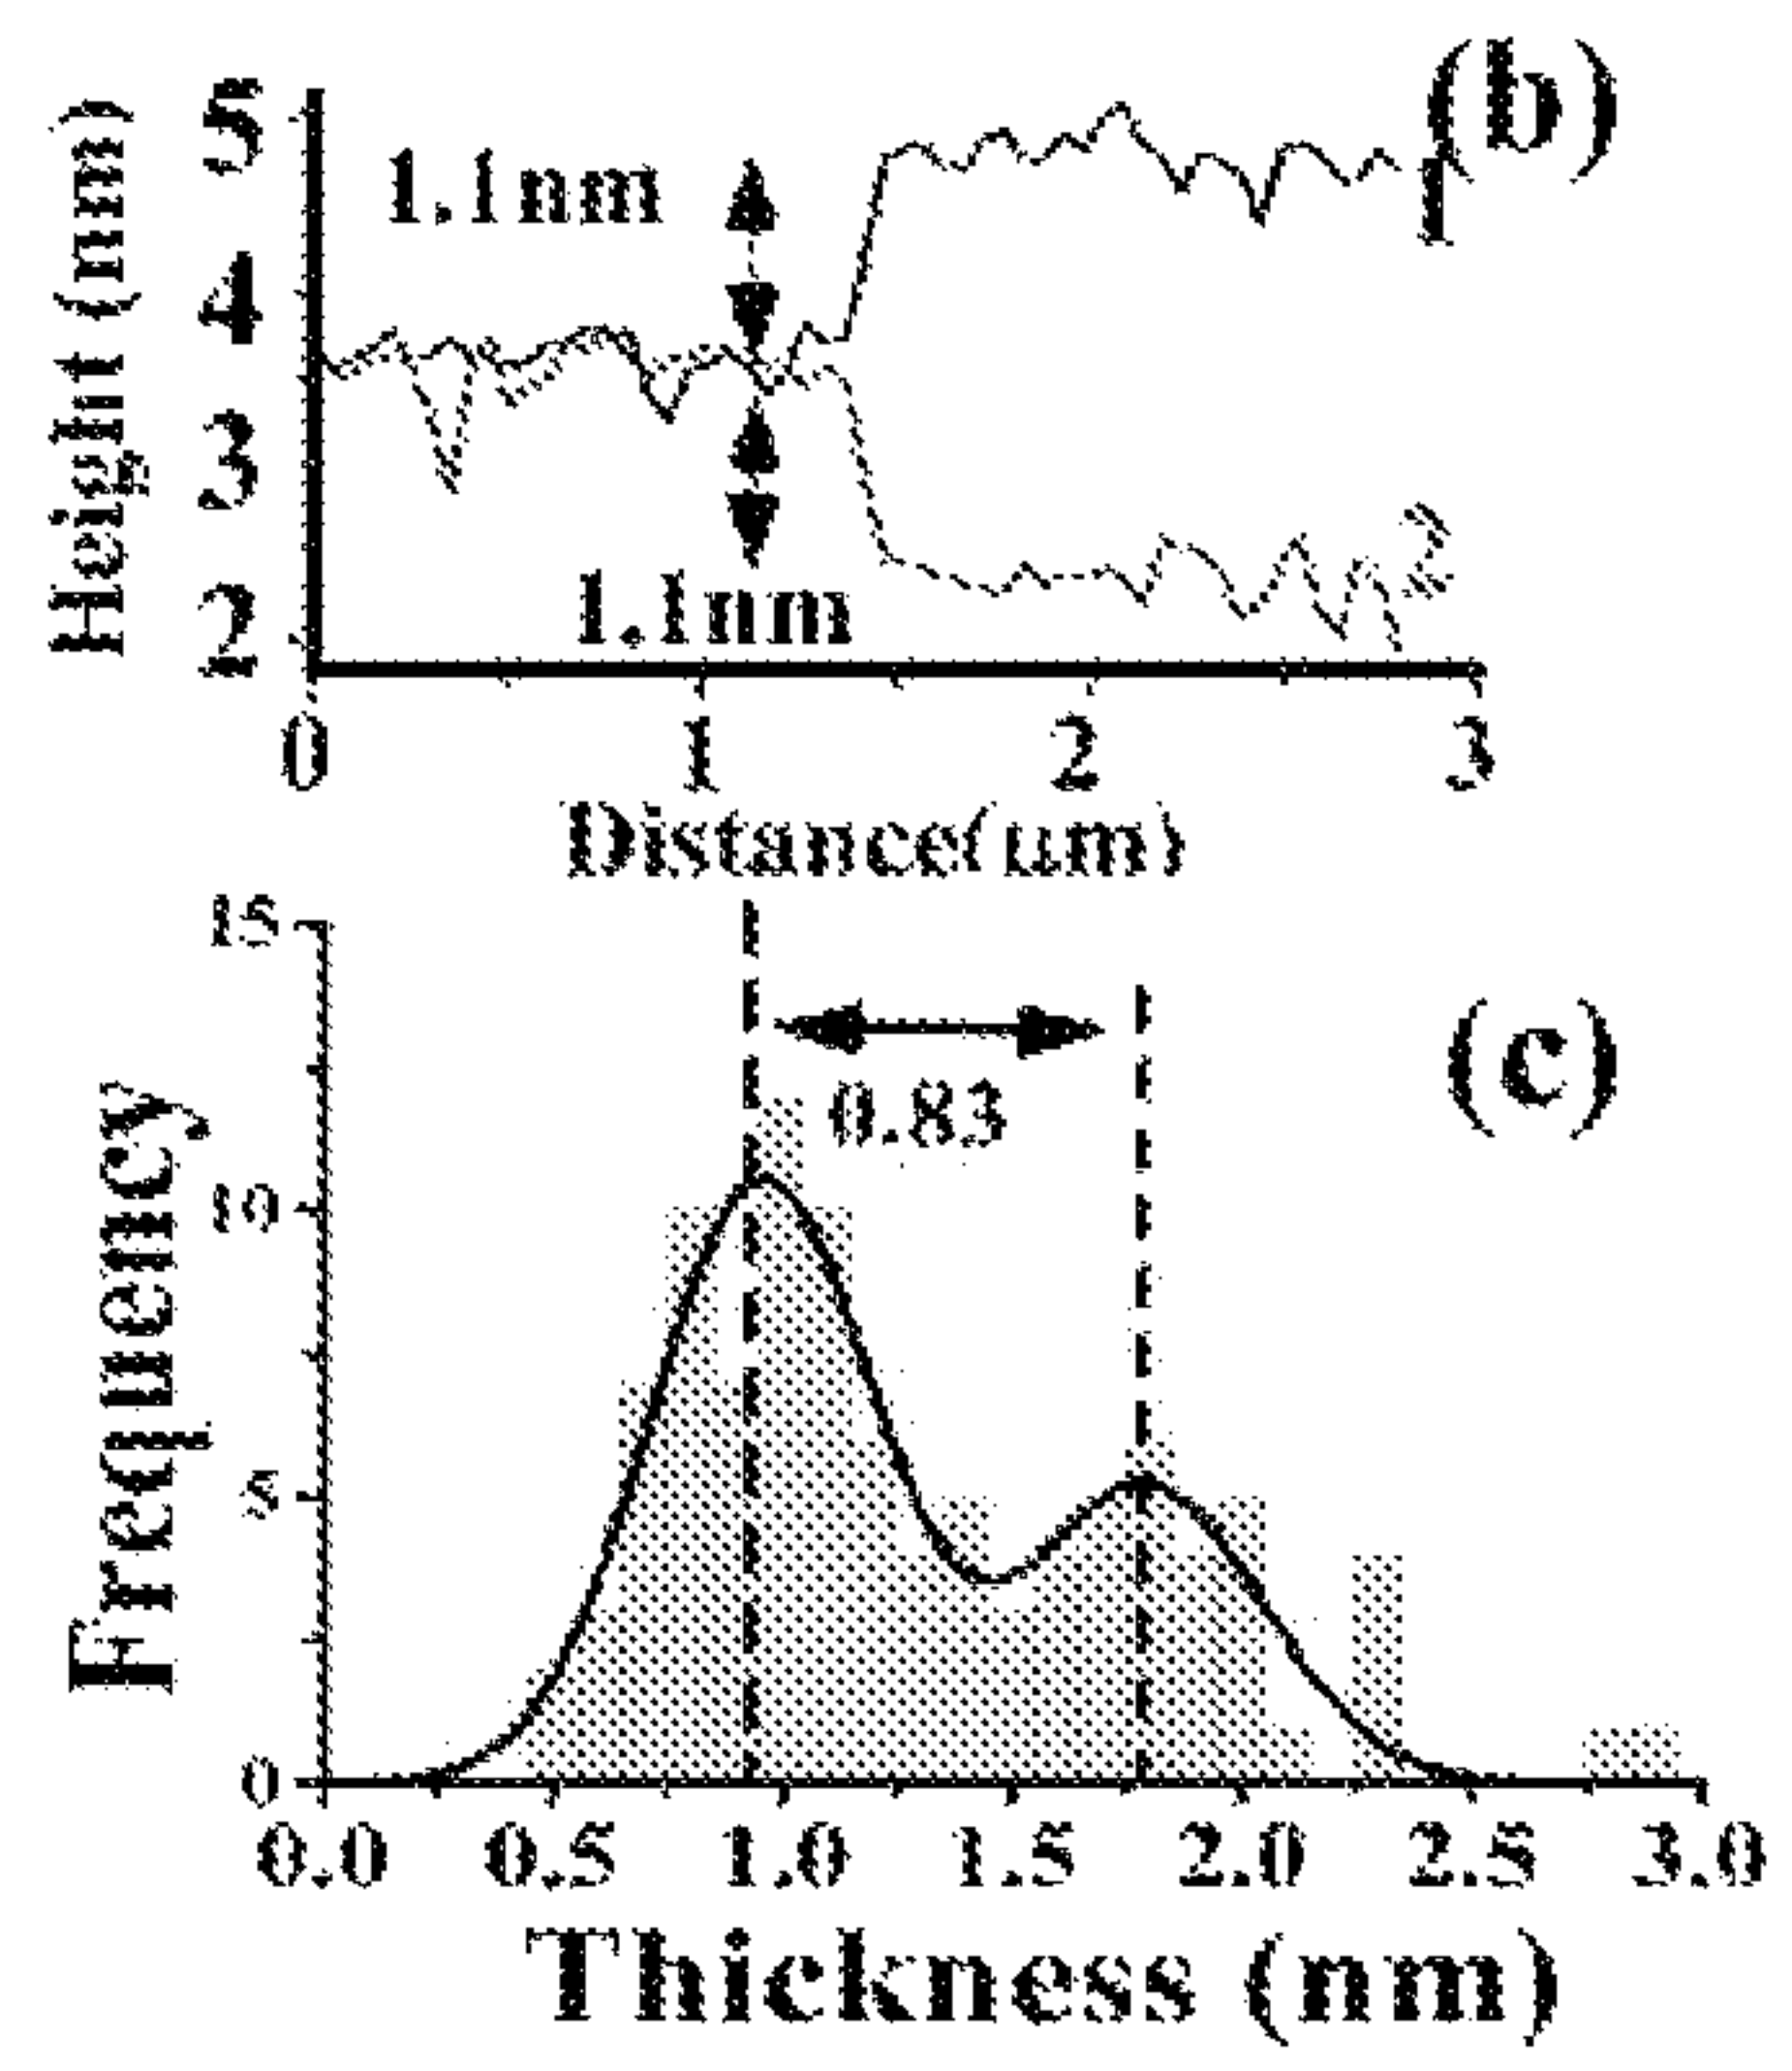 (b)
Height (nm)
5
4
3
2
1.1nm
1.1nm
0 1 2 3
Distance(μm)
(c)
Frequency
15
10
5
0
0.83
0.0 0.5 1.0 1.5 2.0 2.5 3.0
Thickness (nm)